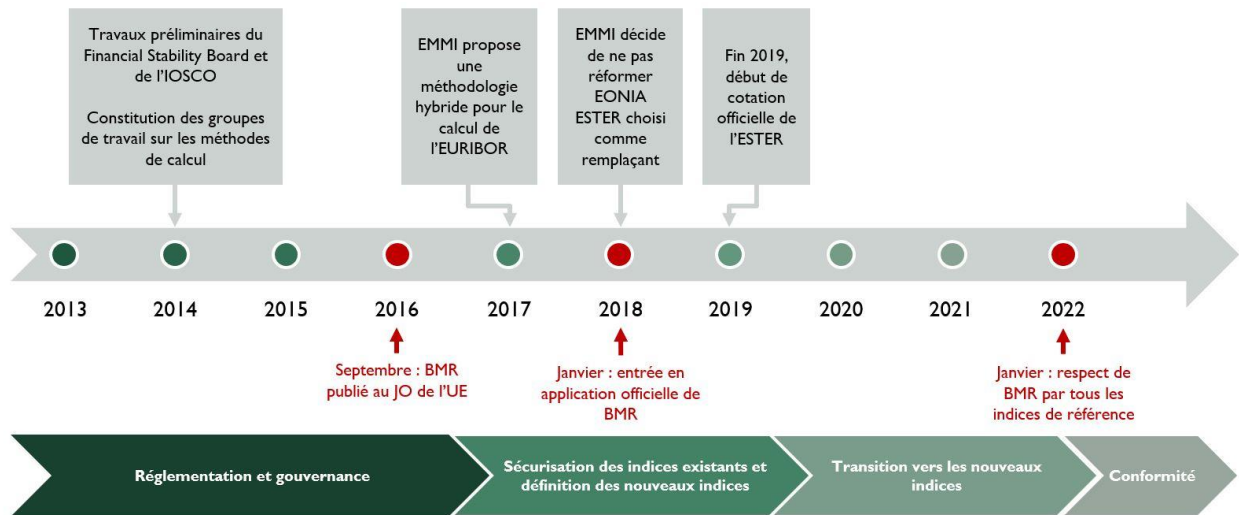 Travaux préliminaires du
Financial Stability Board et
de l'IOSCO
Constitution des groupes
de travail sur les méthodes
de calcul
EMMI propose
une
méthodologie
hybride pour le
calcul de
l'EURIBOR
EMMI décide
de ne pas
réformer
EONIA
ESTER choisi
comme
remplaçant
Fin 2019,
début de
cotation
officielle de
l'ESTER
2013
2014
2015
2016
2017
2018
2019
2020
2021
2022
Septembre : BMR
publié au JO de l'UE
Janvier : entrée en
application officielle de
BMR
Janvier : respect de
BMR par tous les
indices de référence
Réglementation et gouvernance
Sécurisation des indices existants et
définition des nouveaux indices
Transition vers les nouveaux
indices
Conformité